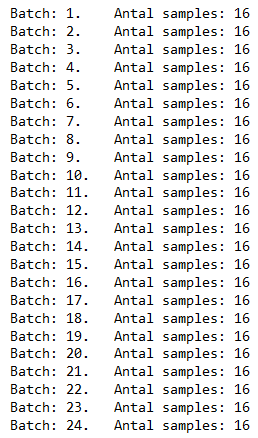 Batch: 1.    Antal samples: 16
Batch: 2.    Antal samples: 16
Batch: 3.    Antal samples: 16
Batch: 4.    Antal samples: 16
Batch: 5.    Antal samples: 16
Batch: 6.    Antal samples: 16
Batch: 7.    Antal samples: 16
Batch: 8.    Antal samples: 16
Batch: 9.    Antal samples: 16
Batch: 10.   Antal samples: 16
Batch: 11.   Antal samples: 16
Batch: 12.   Antal samples: 16
Batch: 13.   Antal samples: 16
Batch: 14.   Antal samples: 16
Batch: 15.   Antal samples: 16
Batch: 16.   Antal samples: 16
Batch: 17.   Antal samples: 16
Batch: 18.   Antal samples: 16
Batch: 19.   Antal samples: 16
Batch: 20.   Antal samples: 16
Batch: 21.   Antal samples: 16
Batch: 22.   Antal samples: 16
Batch: 23.   Antal samples: 16
Batch: 24.   Antal samples: 16